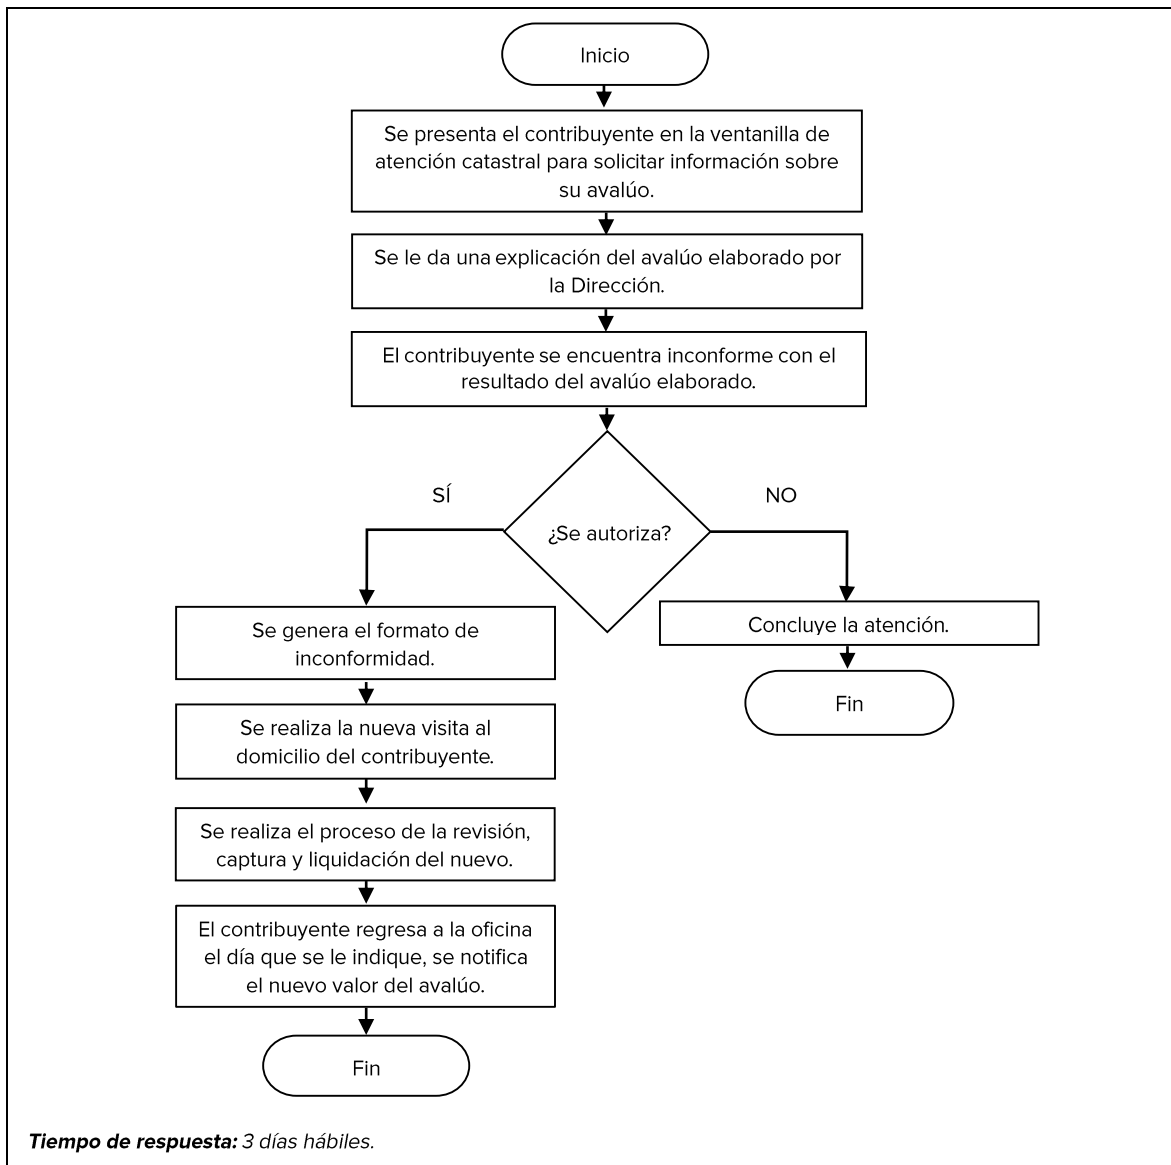 Inicio
Se presenta el contribuyente en la ventanilla de
atención catastral para solicitar información sobre
su avalúo.
Se le da una explicación del avalúo elaborado por
la Dirección.
El contribuyente se encuentra inconforme con el
resultado del avalúo elaborado.
¿Se autoriza?
SÍ
NO
Se genera el formato de
inconformidad.
Se realiza la nueva visita al
domicilio del contribuyente.
Se realiza el proceso de la revisión,
captura y liquidación del nuevo.
El contribuyente regresa a la oficina
el día que se le indique, se notifica
el nuevo valor del avalúo.
Fin
Concluye la atención.
Fin
Tiempo de respuesta: 3 días hábiles.